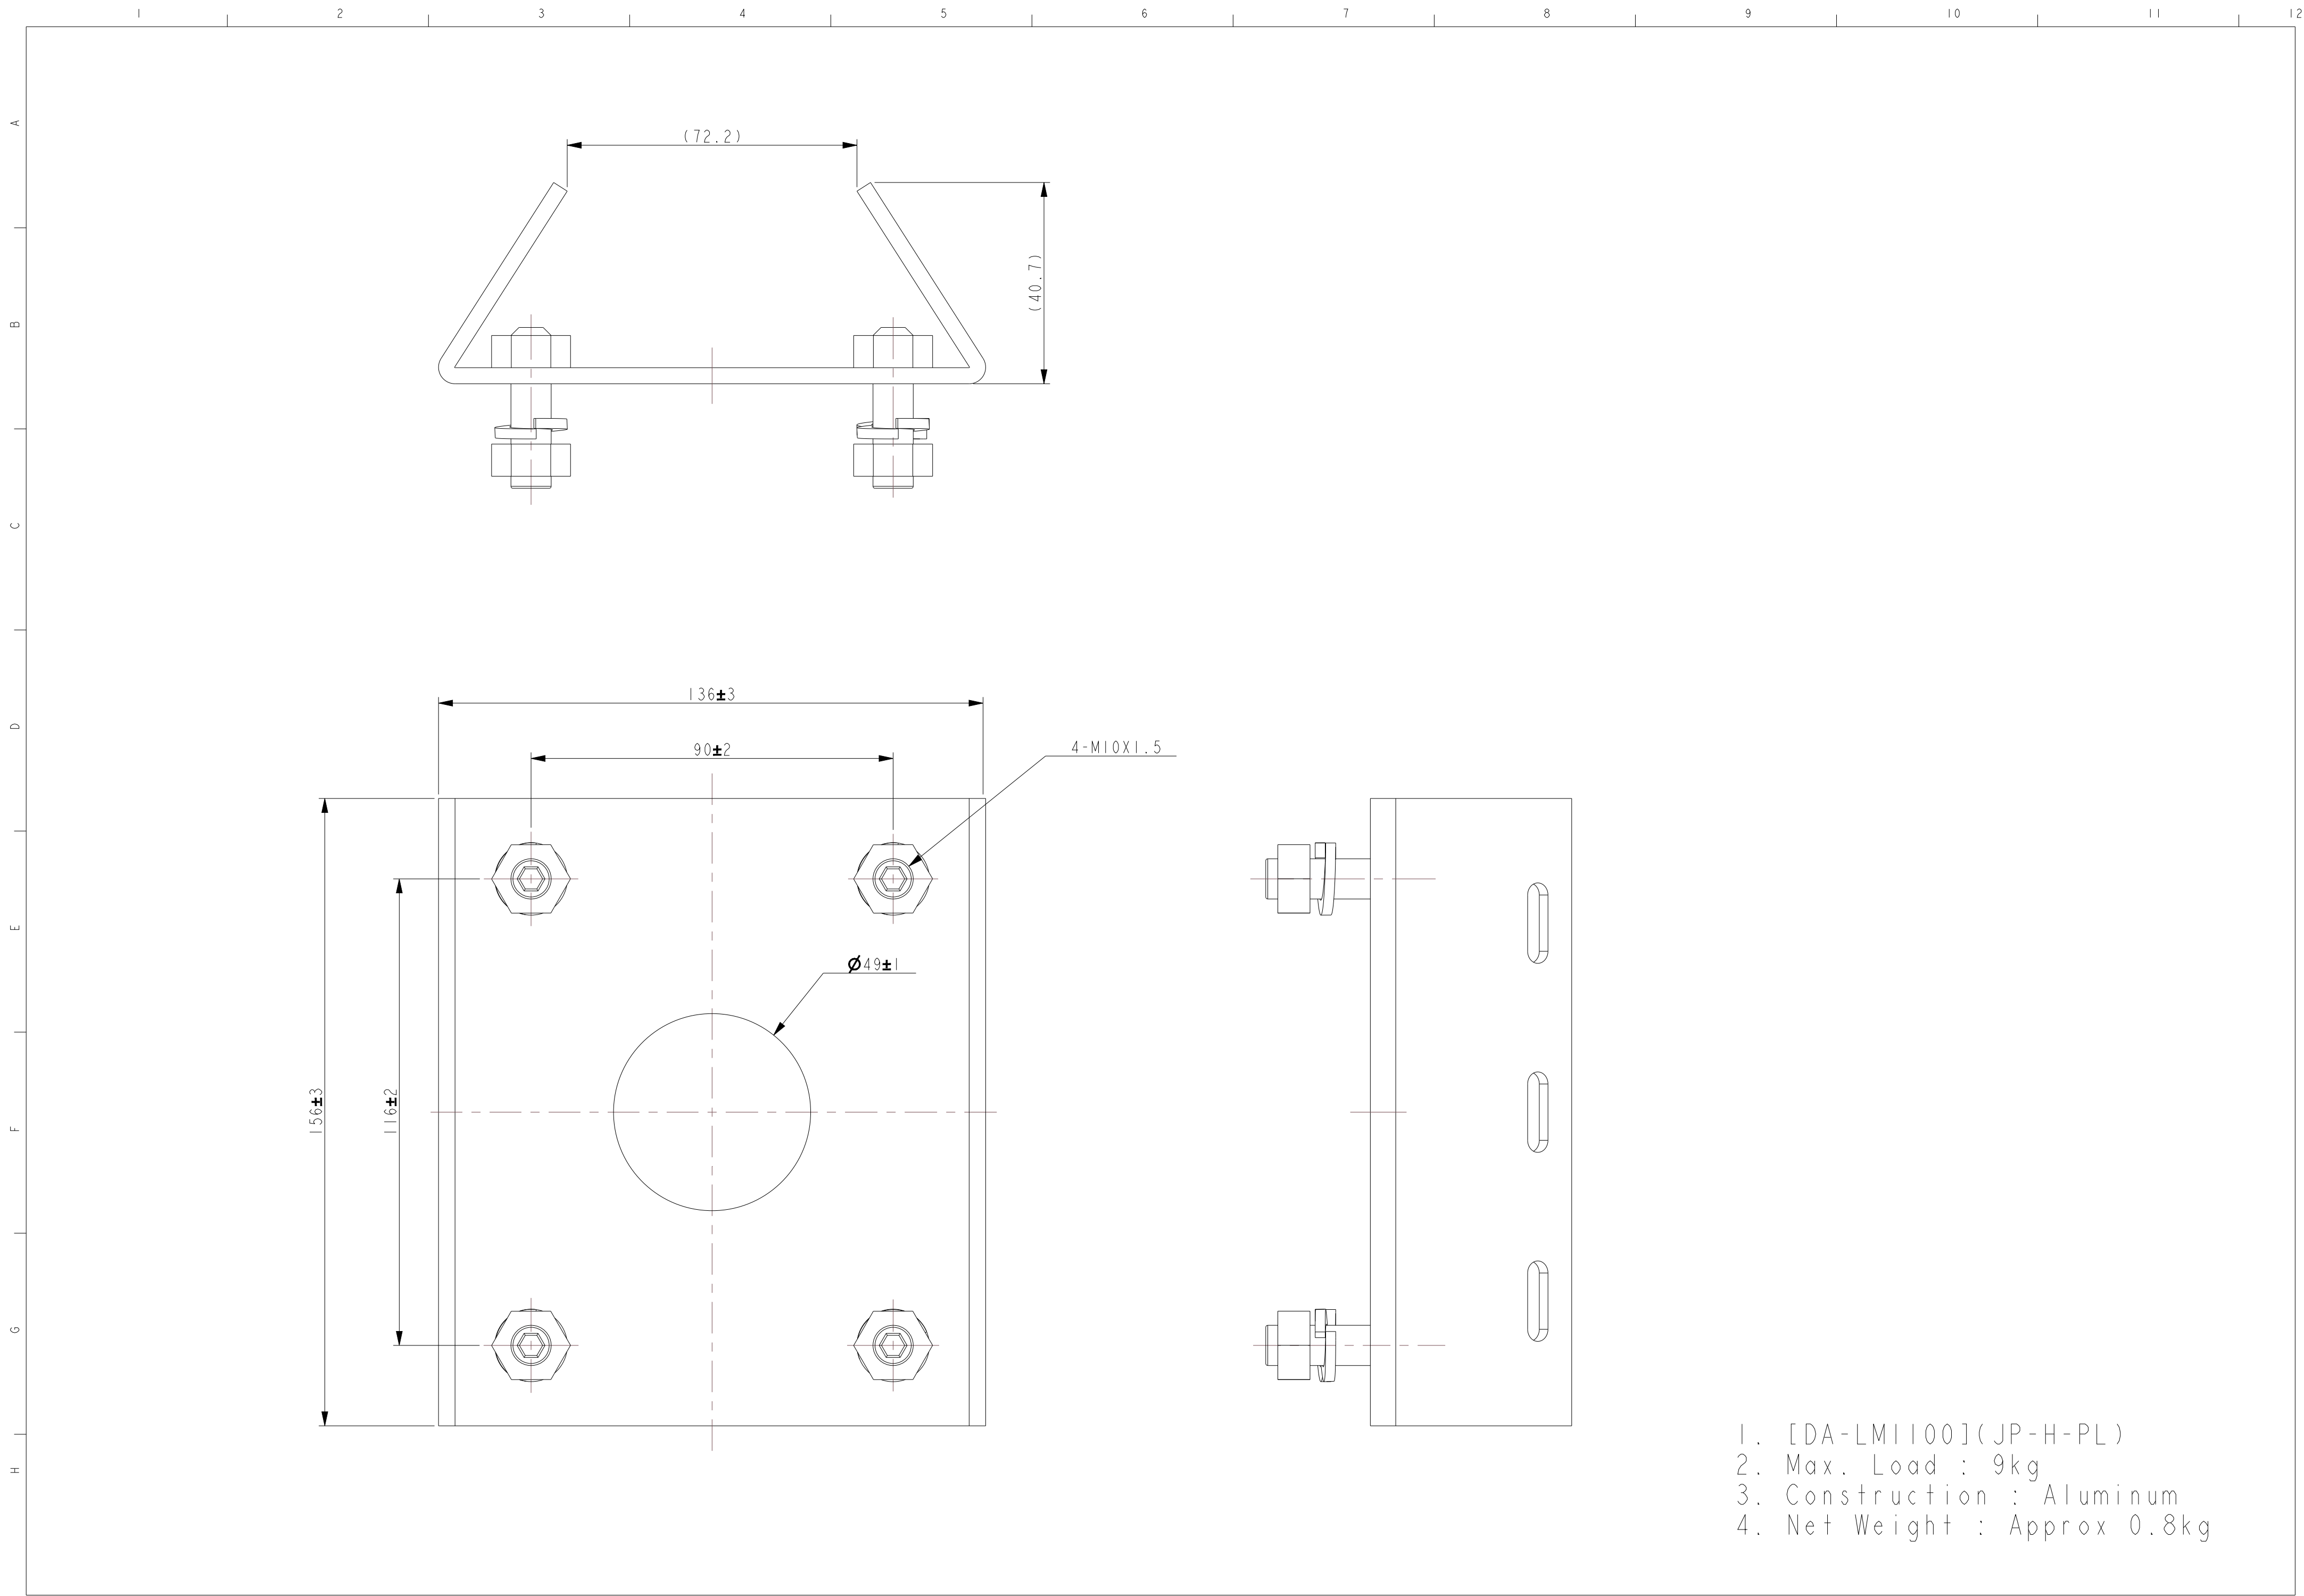 1 2 3 4 5 6 7 8 9 10 11 12
A
(72.2)
B
(40.7)
C
136±3
D
90±2
4-M10X1.5
E
Ø49±1
156±3
116±2
F
G
H
1. [DA-LM1100](JP-H-PL)
2. Max. Load : 9kg
3. Construction : Aluminum
4. Net Weight : Approx 0.8kg